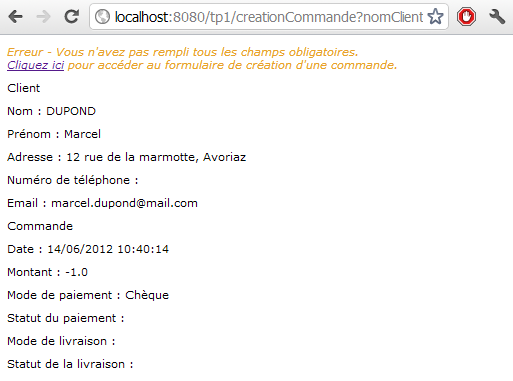 localhost:8080/tp1/creationCommande?nomClient
Erreur - Vous n'avez pas rempli tous les champs obligatoires.
Cliquez ici pour accéder au formulaire de création d'une commande.
Client
Nom : DUPOND
Prénom : Marcel
Adresse : 12 rue de la marmotte, Avoriaz
Numéro de téléphone :
Email : marcel.dupond@mail.com
Commande
Date : 14/06/2012 10:40:14
Montant : -1.0
Mode de paiement : Chèque
Statut du paiement :
Mode de livraison :
Statut de la livraison :